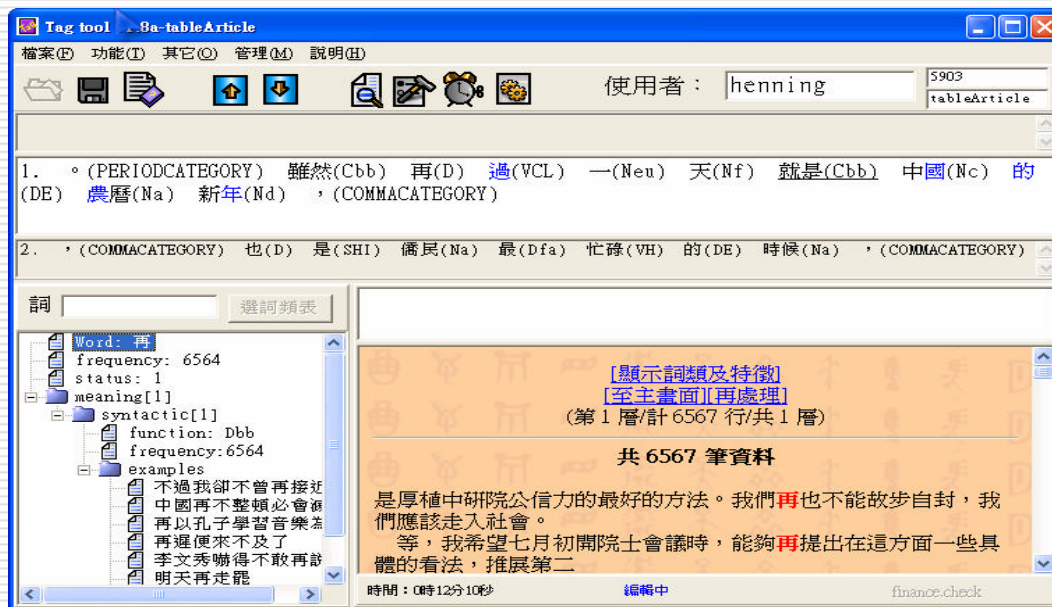 Tag tool 8a-tableArticle
檔案(F) 功能(T) 其它(O) 管理(M) 說明(H)
使用者： henning
5903
tableArticle
1. 。(PERIODCATEGORY) 雖然(Cbb) 再(D) 過(VCL) 一(Neu) 天(Nf) 就是(Cbb) 中國(Nc) 的
(DE) 農曆(Na) 新年(Nd) ，(COMMACATEGORY)
2. ，(COMMACATEGORY) 也(D) 是(SHI) 僑民(Na) 最(Dfa) 忙碌(VH) 的(DE) 時候(Na) ，(COMMACATEGORY)
詞 選詞頻表
Word: 再
frequency: 6564
status: 1
meaning[1]
syntactic[1]
function: Dbb
frequency:6564
examples
不過我卻不曾再接近
中國再不整頓必會
再以孔子學習音樂為
再遲便來不及了
李文秀嚇得不敢再說
明天再走罷
[顯示詞類及特徵]
[至主畫面][再處理]
(第 1 層/計 6567 行/共 1 層)
共 6567 筆資料
是厚植中研院公信力的最好的方法。我們再也不能故步自封，我
們應該走入社會。
等，我希望七月初開院士會議時，能夠再提出在這方面一些具
體的看法，推展第二
時間：0時12分10秒 編輯中 finance.check